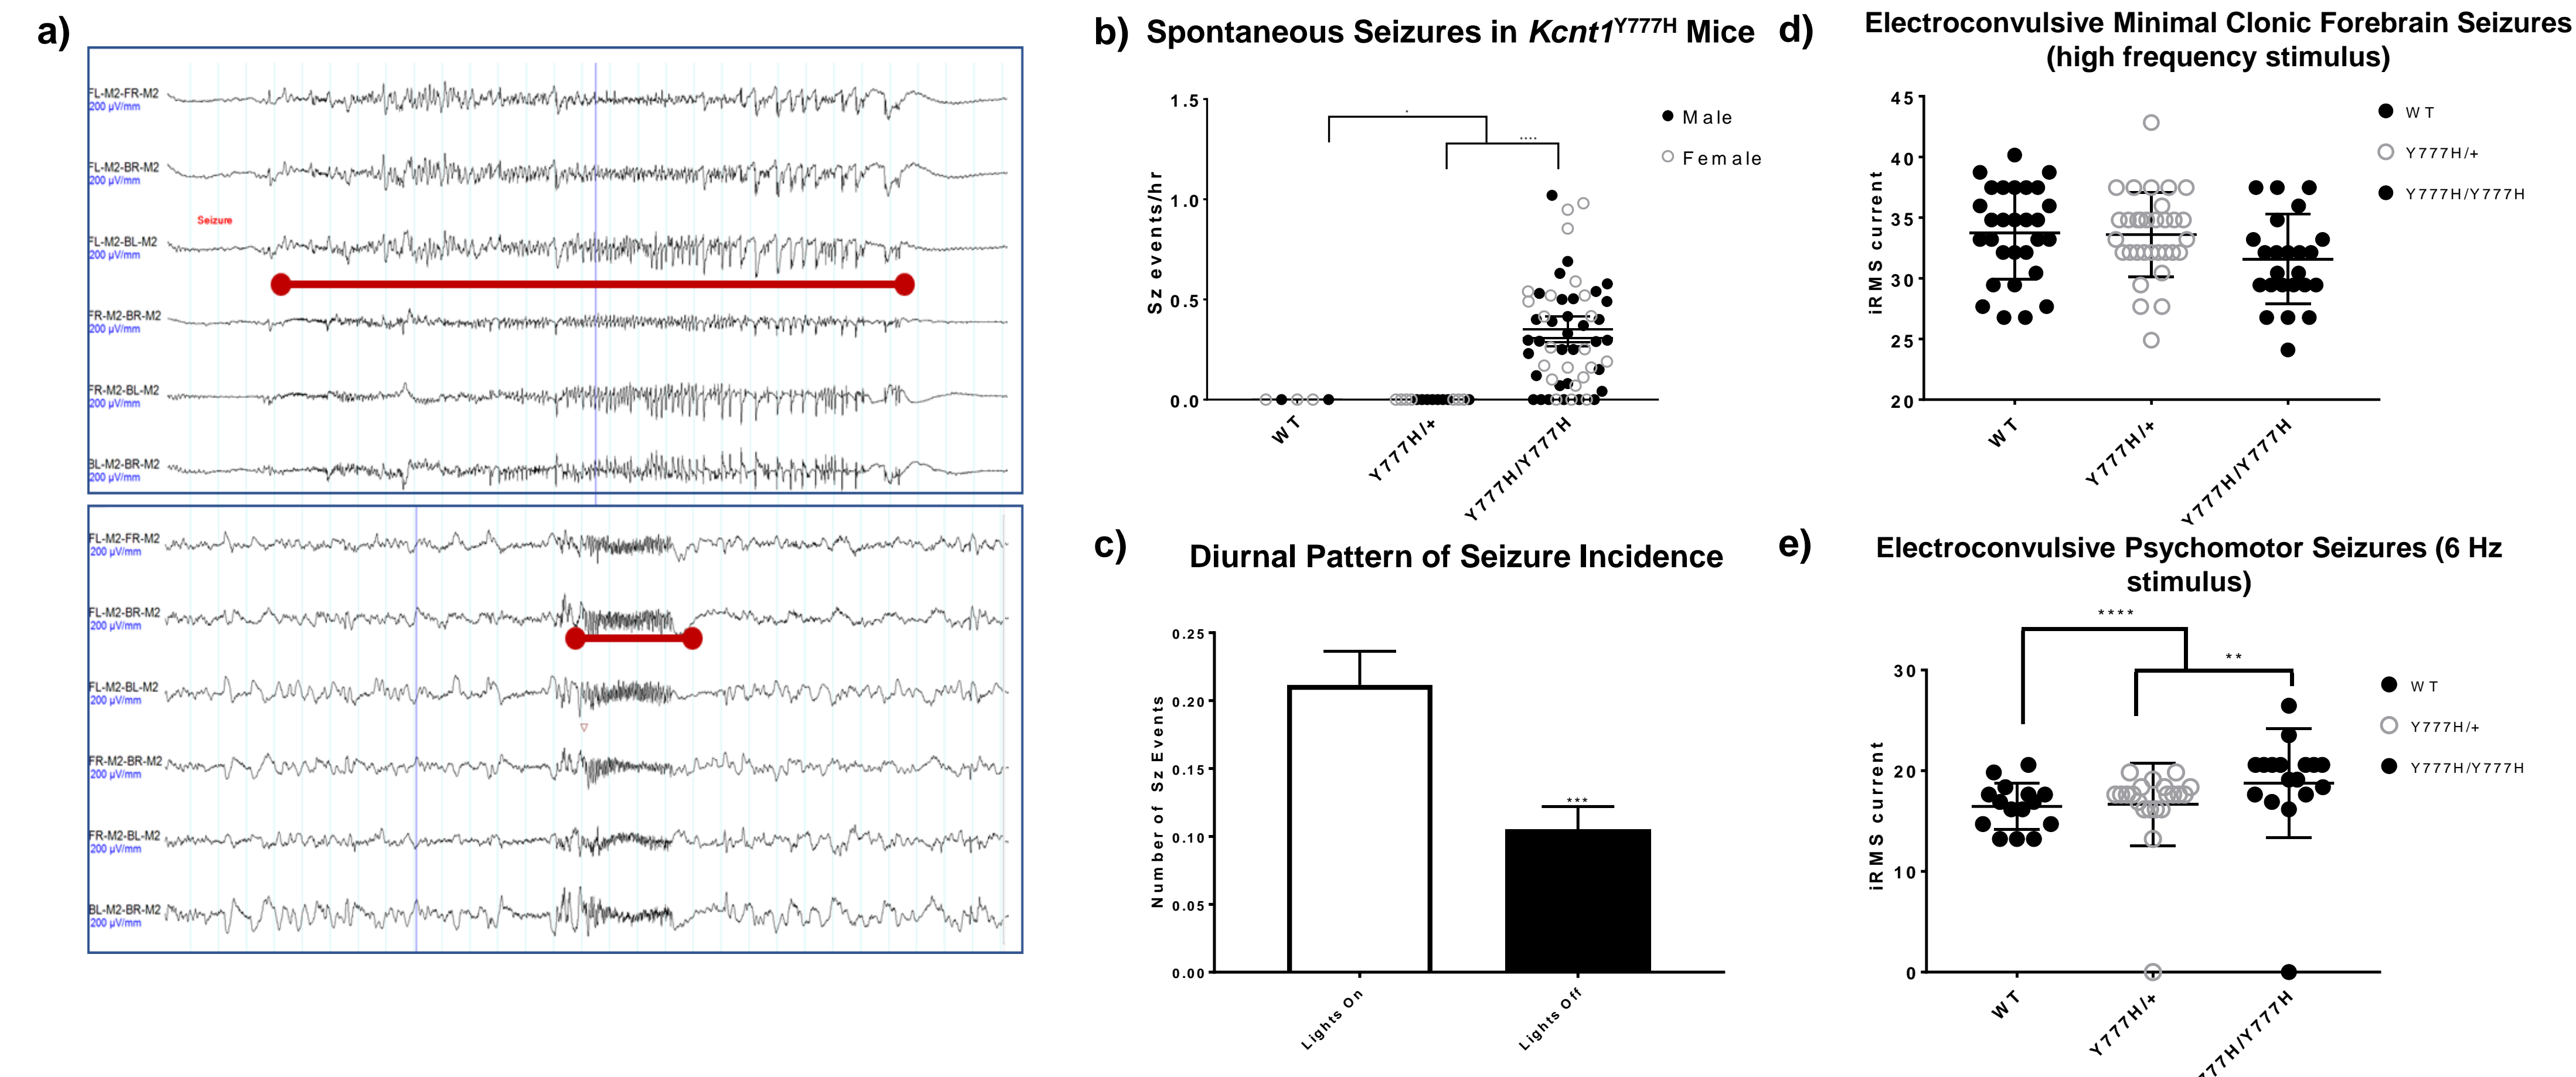 a)
FL-M2-FR-M2
200 µV/mm
FL-M2-BR-M2
200 µV/mm
Seizure
FL-M2-BL-M2
200 µV/mm
FR-M2-BR-M2
200 µV/mm
FR-M2-BL-M2
200 µV/mm
BL-M2-BR-M2
200 µV/mm
FL-M2-FR-M2
200 µV/mm
FL-M2-BR-M2
200 µV/mm
FL-M2-BL-M2
200 µV/mm
FR-M2-BR-M2
200 µV/mm
FR-M2-BL-M2
200 µV/mm
BL-M2-BR-M2
200 µV/mm
b) Spontaneous Seizures in Kcnt1Y777H Mice
Sz events/hr
1.5
1.0
0.5
0.0
*
****
Male
Female
WT
Y777H/+
Y777H/Y777H
c) Diurnal Pattern of Seizure Incidence
Number of Sz Events
0.25
0.20
0.15
0.10
0.05
0.00
***
Lights On
Lights Off
d) Electroconvulsive Minimal Clonic Forebrain Seizures
(high frequency stimulus)
iRMS current
45
40
35
30
25
20
WT
Y777H/+
Y777H/Y777H
WT
Y777H/+
Y777H/Y777H
e) Electroconvulsive Psychomotor Seizures (6 Hz
stimulus)
****
**
iRMS current
30
20
10
0
WT
Y777H/+
Y777H/Y777H
WT
Y777H/+
777H/Y777H